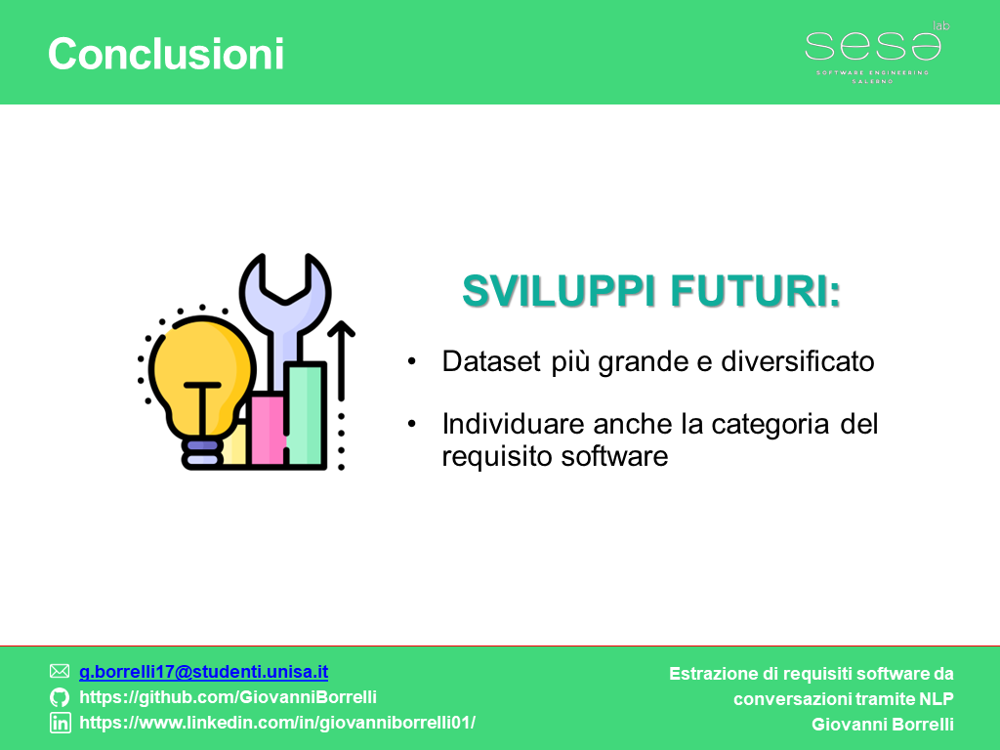 Conclusioni
lab
sesa
SOFTWARE ENGINEERING
SALERNO
SVILUPPI FUTURI:
• Dataset più grande e diversificato
• Individuare anche la categoria del
requisito software
g.borrelli17@studenti.unisa.it
https://github.com/GiovanniBorrelli
https://www.linkedin.com/in/giovanniborrelli01/
Estrazione di requisiti software da
conversazioni tramite NLP
Giovanni Borrelli